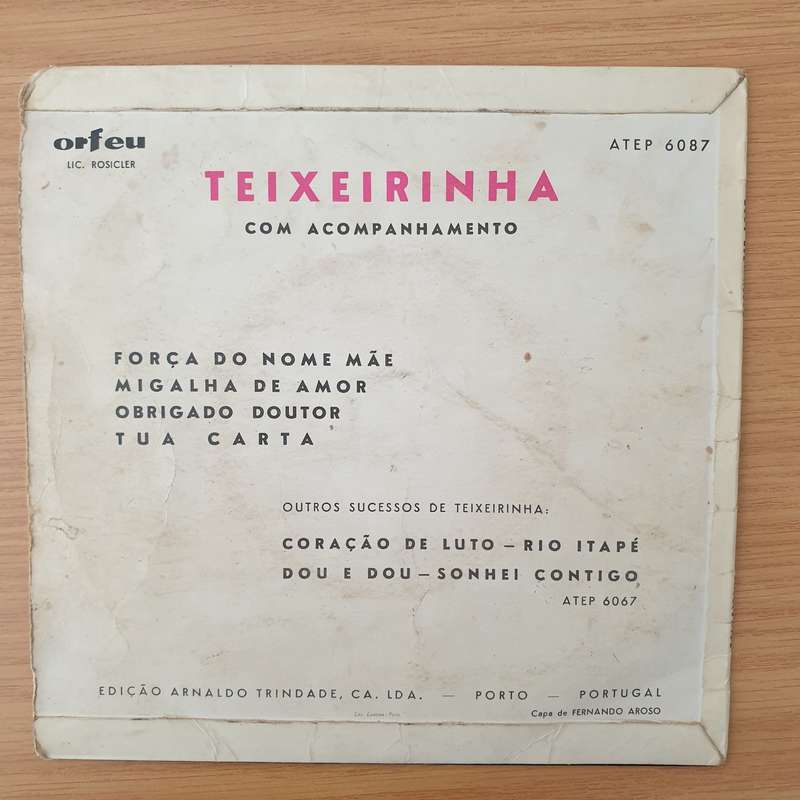 orfeu
LIC. ROSICLER
ATEP 6087
TEIXEIRINHA
COM ACOMPANHAMENTO
FORÇA DO NOME MÃE
MIGALHA DE AMOR
OBRIGADO DOUTOR
TUA CARTA
OUTROS SUCESSOS DE TEIXEIRINHA:
CORAÇÃO DE LUTO – RIO ITAPÉ
DOU E DOU – SONHEI CONTIGO
ATEP 6067
EDIÇÃO ARNALDO TRINDADE, CA. LDA. — PORTO — PORTUGAL
Capa de FERNANDO AROSO